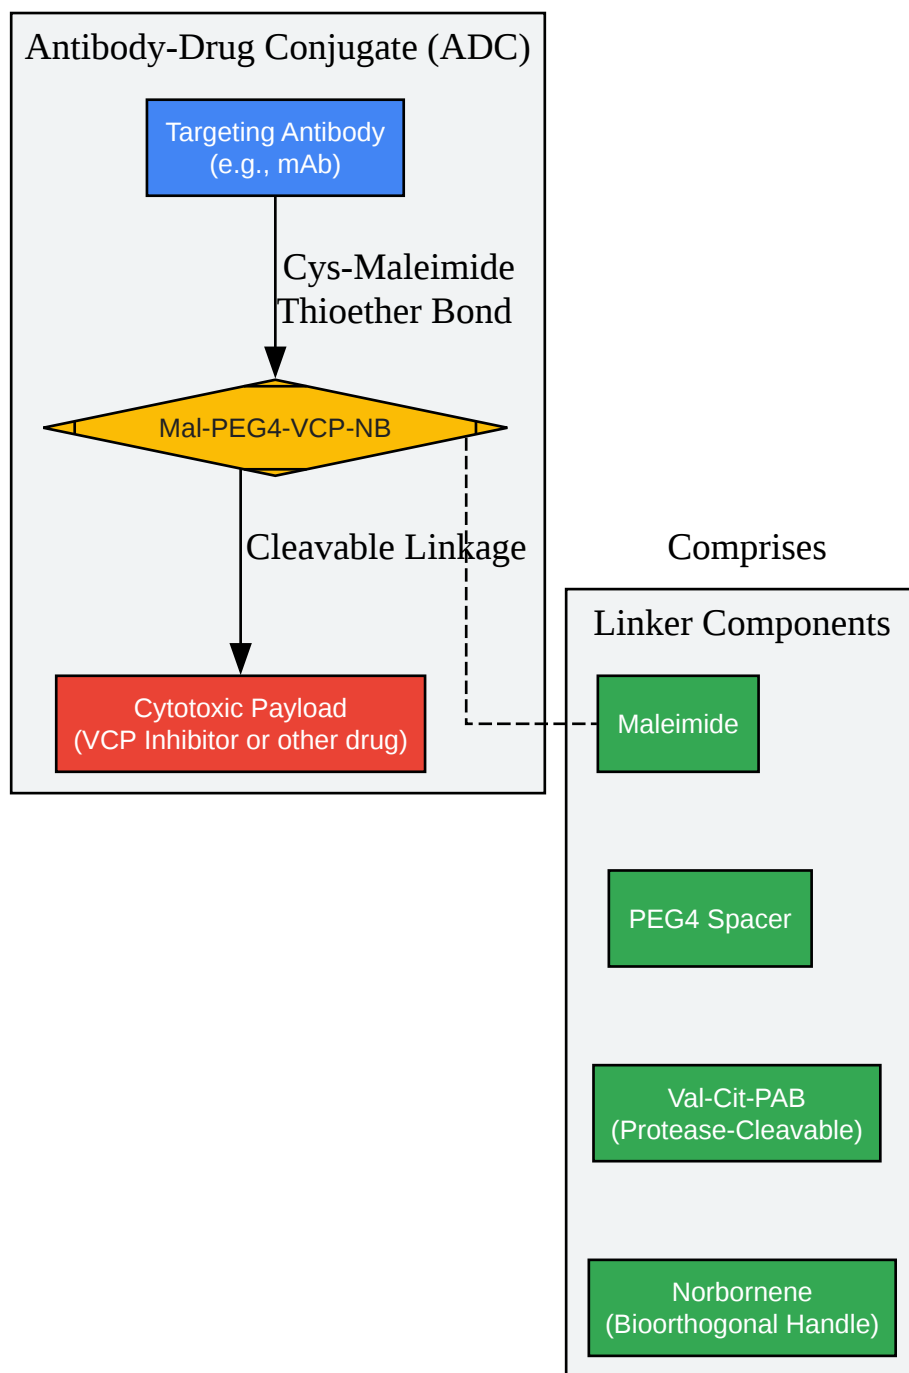 Antibody-Drug Conjugate (ADC)
Targeting Antibody
(e.g., mAb)
Cys-Maleimide
Thioether Bond
Mal-PEG4-VCP-NB
Cleavable Linkage
Cytotoxic Payload
(VCP Inhibitor or other drug)
Comprises
Linker Components
Maleimide
PEG4 Spacer
Val-Cit-PAB
(Protease-Cleavable)
Norbornene
(Bioorthogonal Handle)